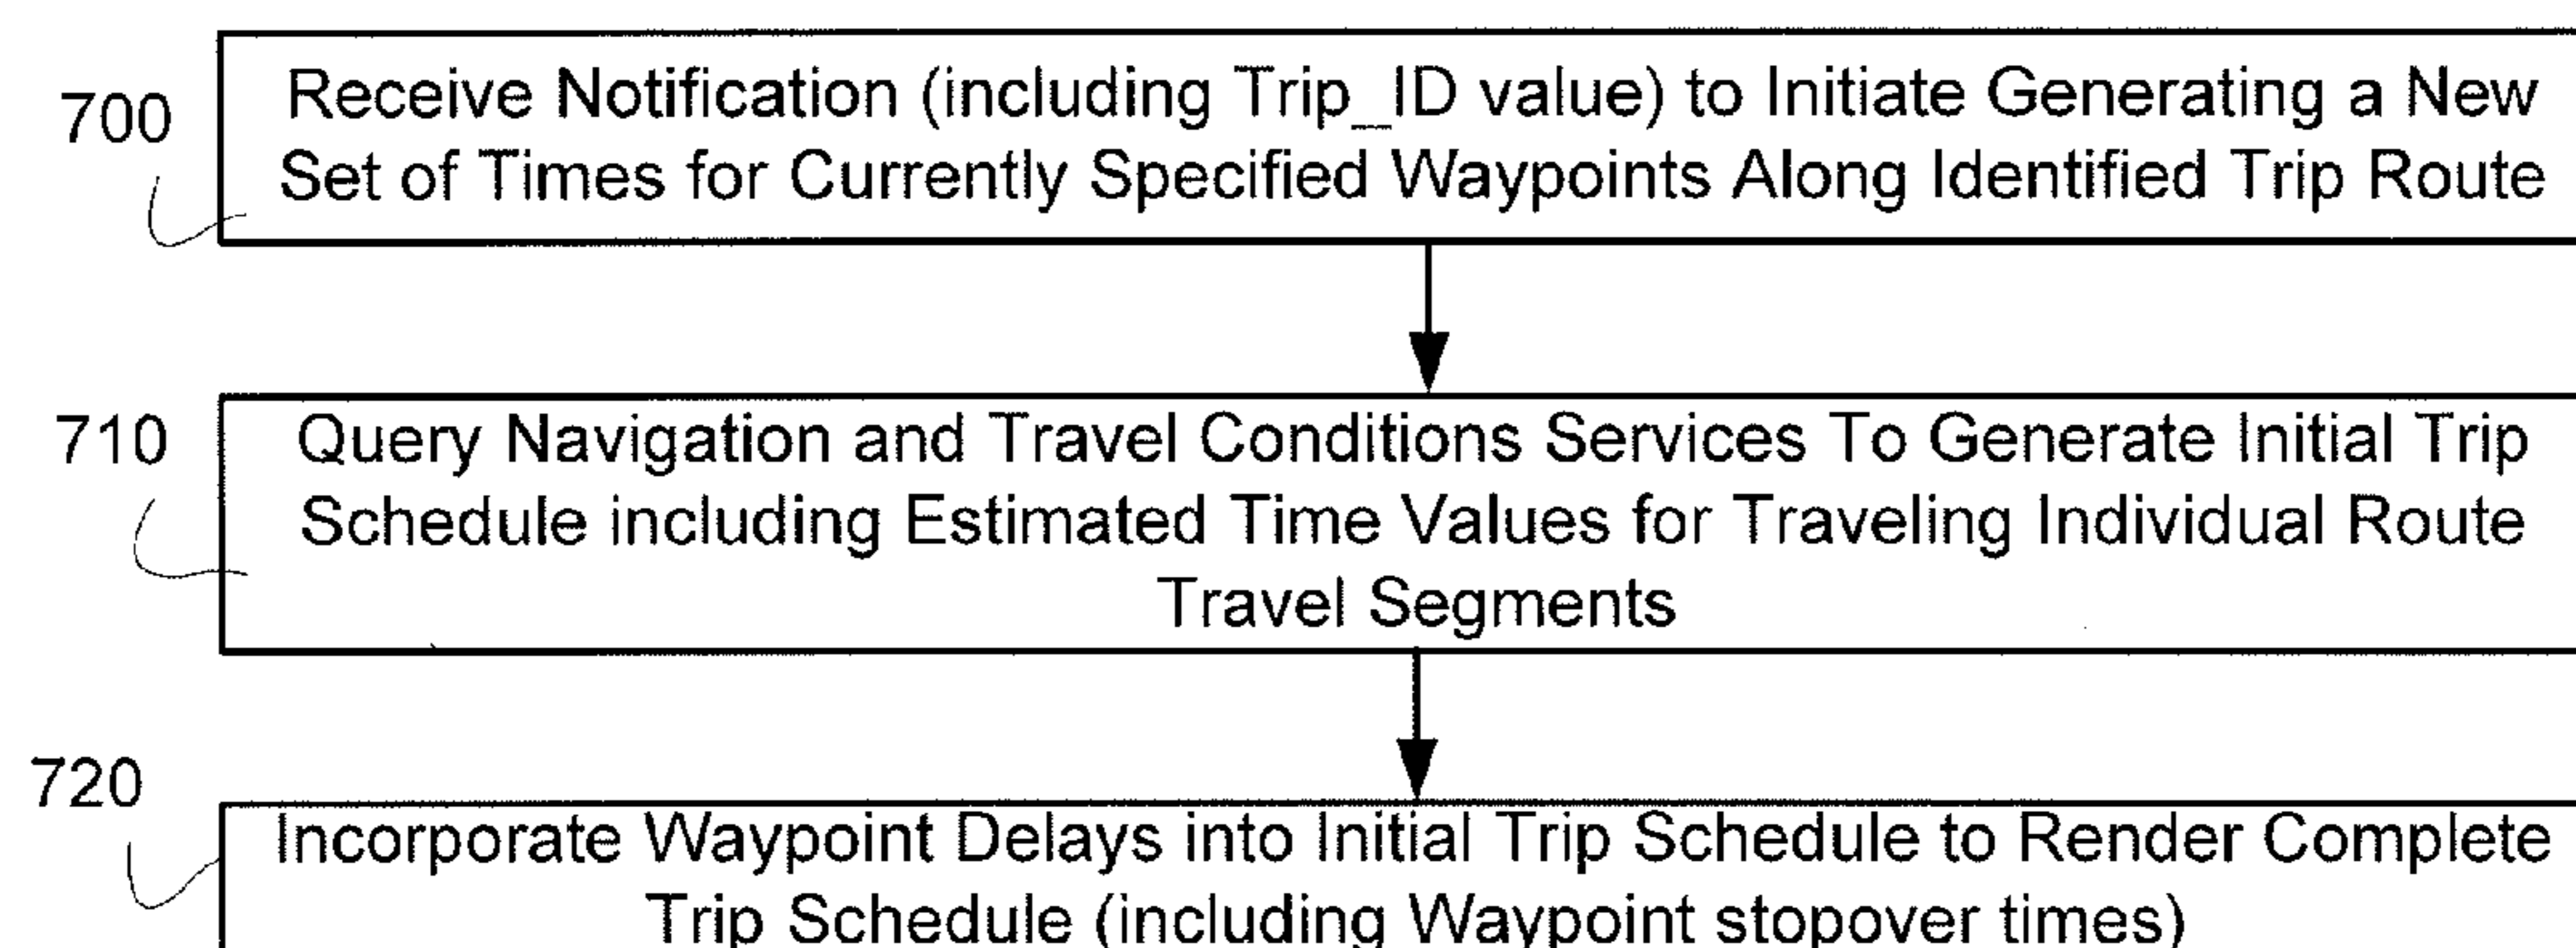 700
Receive Notification (including Trip_ID value) to Initiate Generating a New
Set of Times for Currently Specified Waypoints Along Identified Trip Route
710
Query Navigation and Travel Conditions Services To Generate Initial Trip
Schedule including Estimated Time Values for Traveling Individual Route
Travel Segments
720
Incorporate Waypoint Delays into Initial Trip Schedule to Render Complete
Trip Schedule (including Waypoint stopover times)